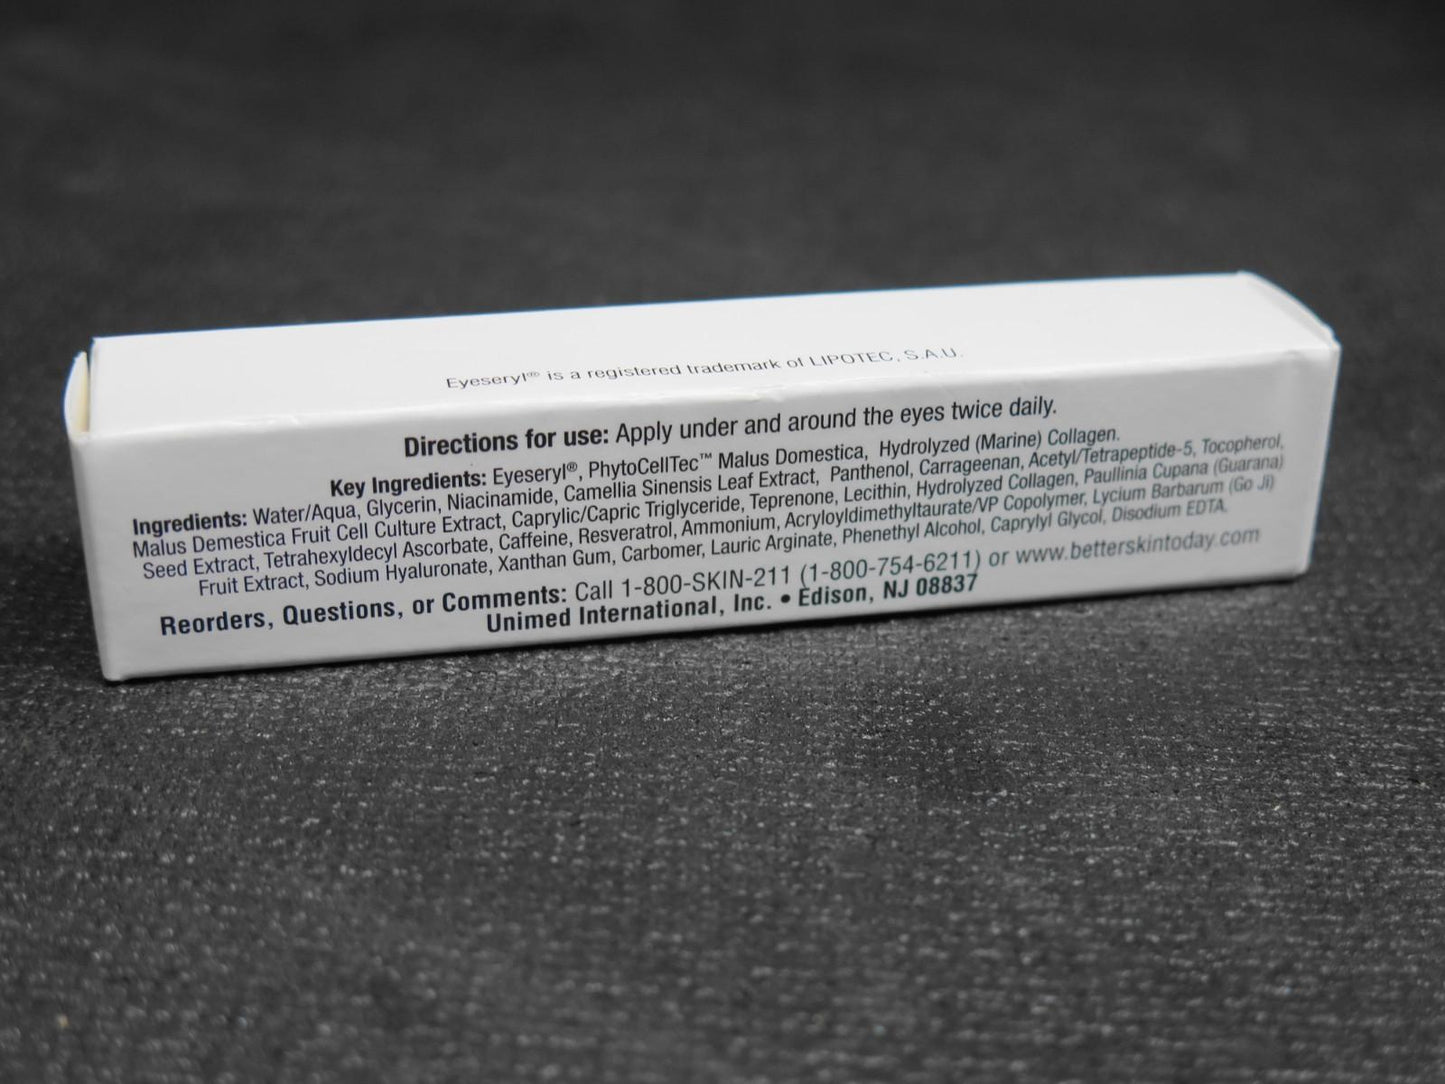 Eyeseryl® is a registered trademark of LIPOTEC, S.A.U.
Directions for use: Apply under and around the eyes twice daily.
Key Ingredients: Eyeseryl®, PhytoCellTec™ Malus Domestica, Hydrolyzed (Marine) Collagen.
Ingredients: Water/Aqua, Glycerin, Niacinamide, Camellia Sinensis Leaf Extract, Panthenol, Carrageenan, Acetyl/Tetrapeptide-5, Tocopherol,
Malus Demestica Fruit Cell Culture Extract, Caprylic/Capric Triglyceride, Teprenone, Lecithin, Hydrolyzed Collagen, Paullinia Cupana (Guarana)
Seed Extract, Tetrahexyldecyl Ascorbate, Caffeine, Resveratrol, Ammonium, Acryloyldimethyltaurate/VP Copolymer, Lycium Barbarum (Go Ji)
Fruit Extract, Sodium Hyaluronate, Xanthan Gum, Carbomer, Lauric Arginate, Phenethyl Alcohol, Caprylyl Glycol, Disodium EDTA.
Reorders, Questions, or Comments: Call 1-800-SKIN-211 (1-800-754-6211) or www.betterskintoday.com
Unimed International, Inc. • Edison, NJ 08837